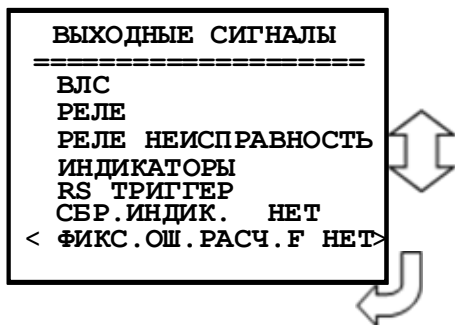 ВЫХОДНЫЕ СИГНАЛЫ
====================
ВЛС
РЕЛЕ
РЕЛЕ НЕИСПРАВНОСТЬ
ИНДИКАТОРЫ
RS ТРИГГЕР
СБР.ИНДИК. НЕТ
< ФИКС.ОШ.РАСЧ.F НЕТ>